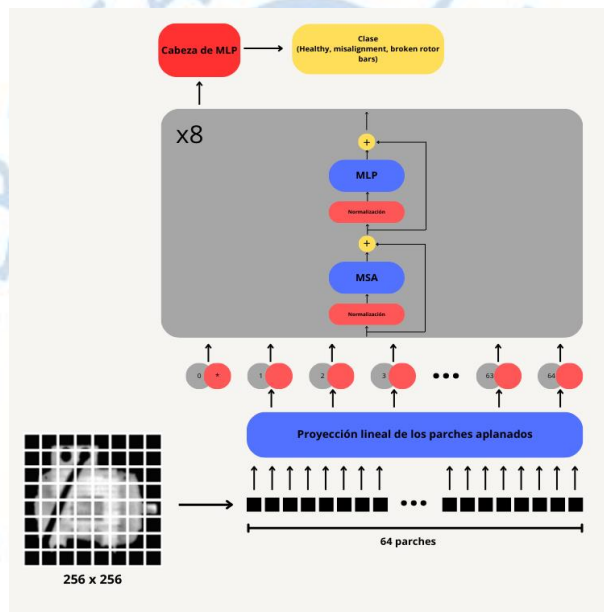 Cabeza de MLP
Clase
(Healthy, misalignment, broken rotor
bars)
x8
+
MLP
Normalización
+
MSA
Normalización
0 * 1 2 3 63 64
Proyección lineal de los parches aplanados
64 parches
256 x 256